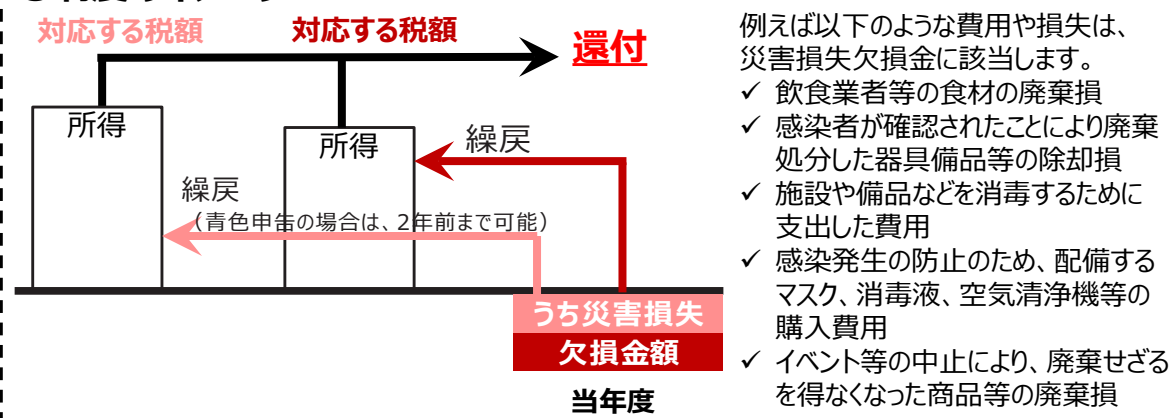 対応する税額
対応する税額
還付
所得
所得
繰戻
繰戻
（青色申告の場合は、2年前まで可能）
うち災害損失
欠損金額
当年度
例えば以下のような費用や損失は、
災害損失欠損金に該当します。
✓ 飲食業者等の食材の廃棄損
✓ 感染者が確認されたことにより廃棄
処分した器具備品等の除却損
✓ 施設や備品などを消毒するために
支出した費用
✓ 感染発生の防止のため、配備する
マスク、消毒液、空気清浄機等の
購入費用
✓ イベント等の中止により、廃棄せざる
を得なくなった商品等の廃棄損